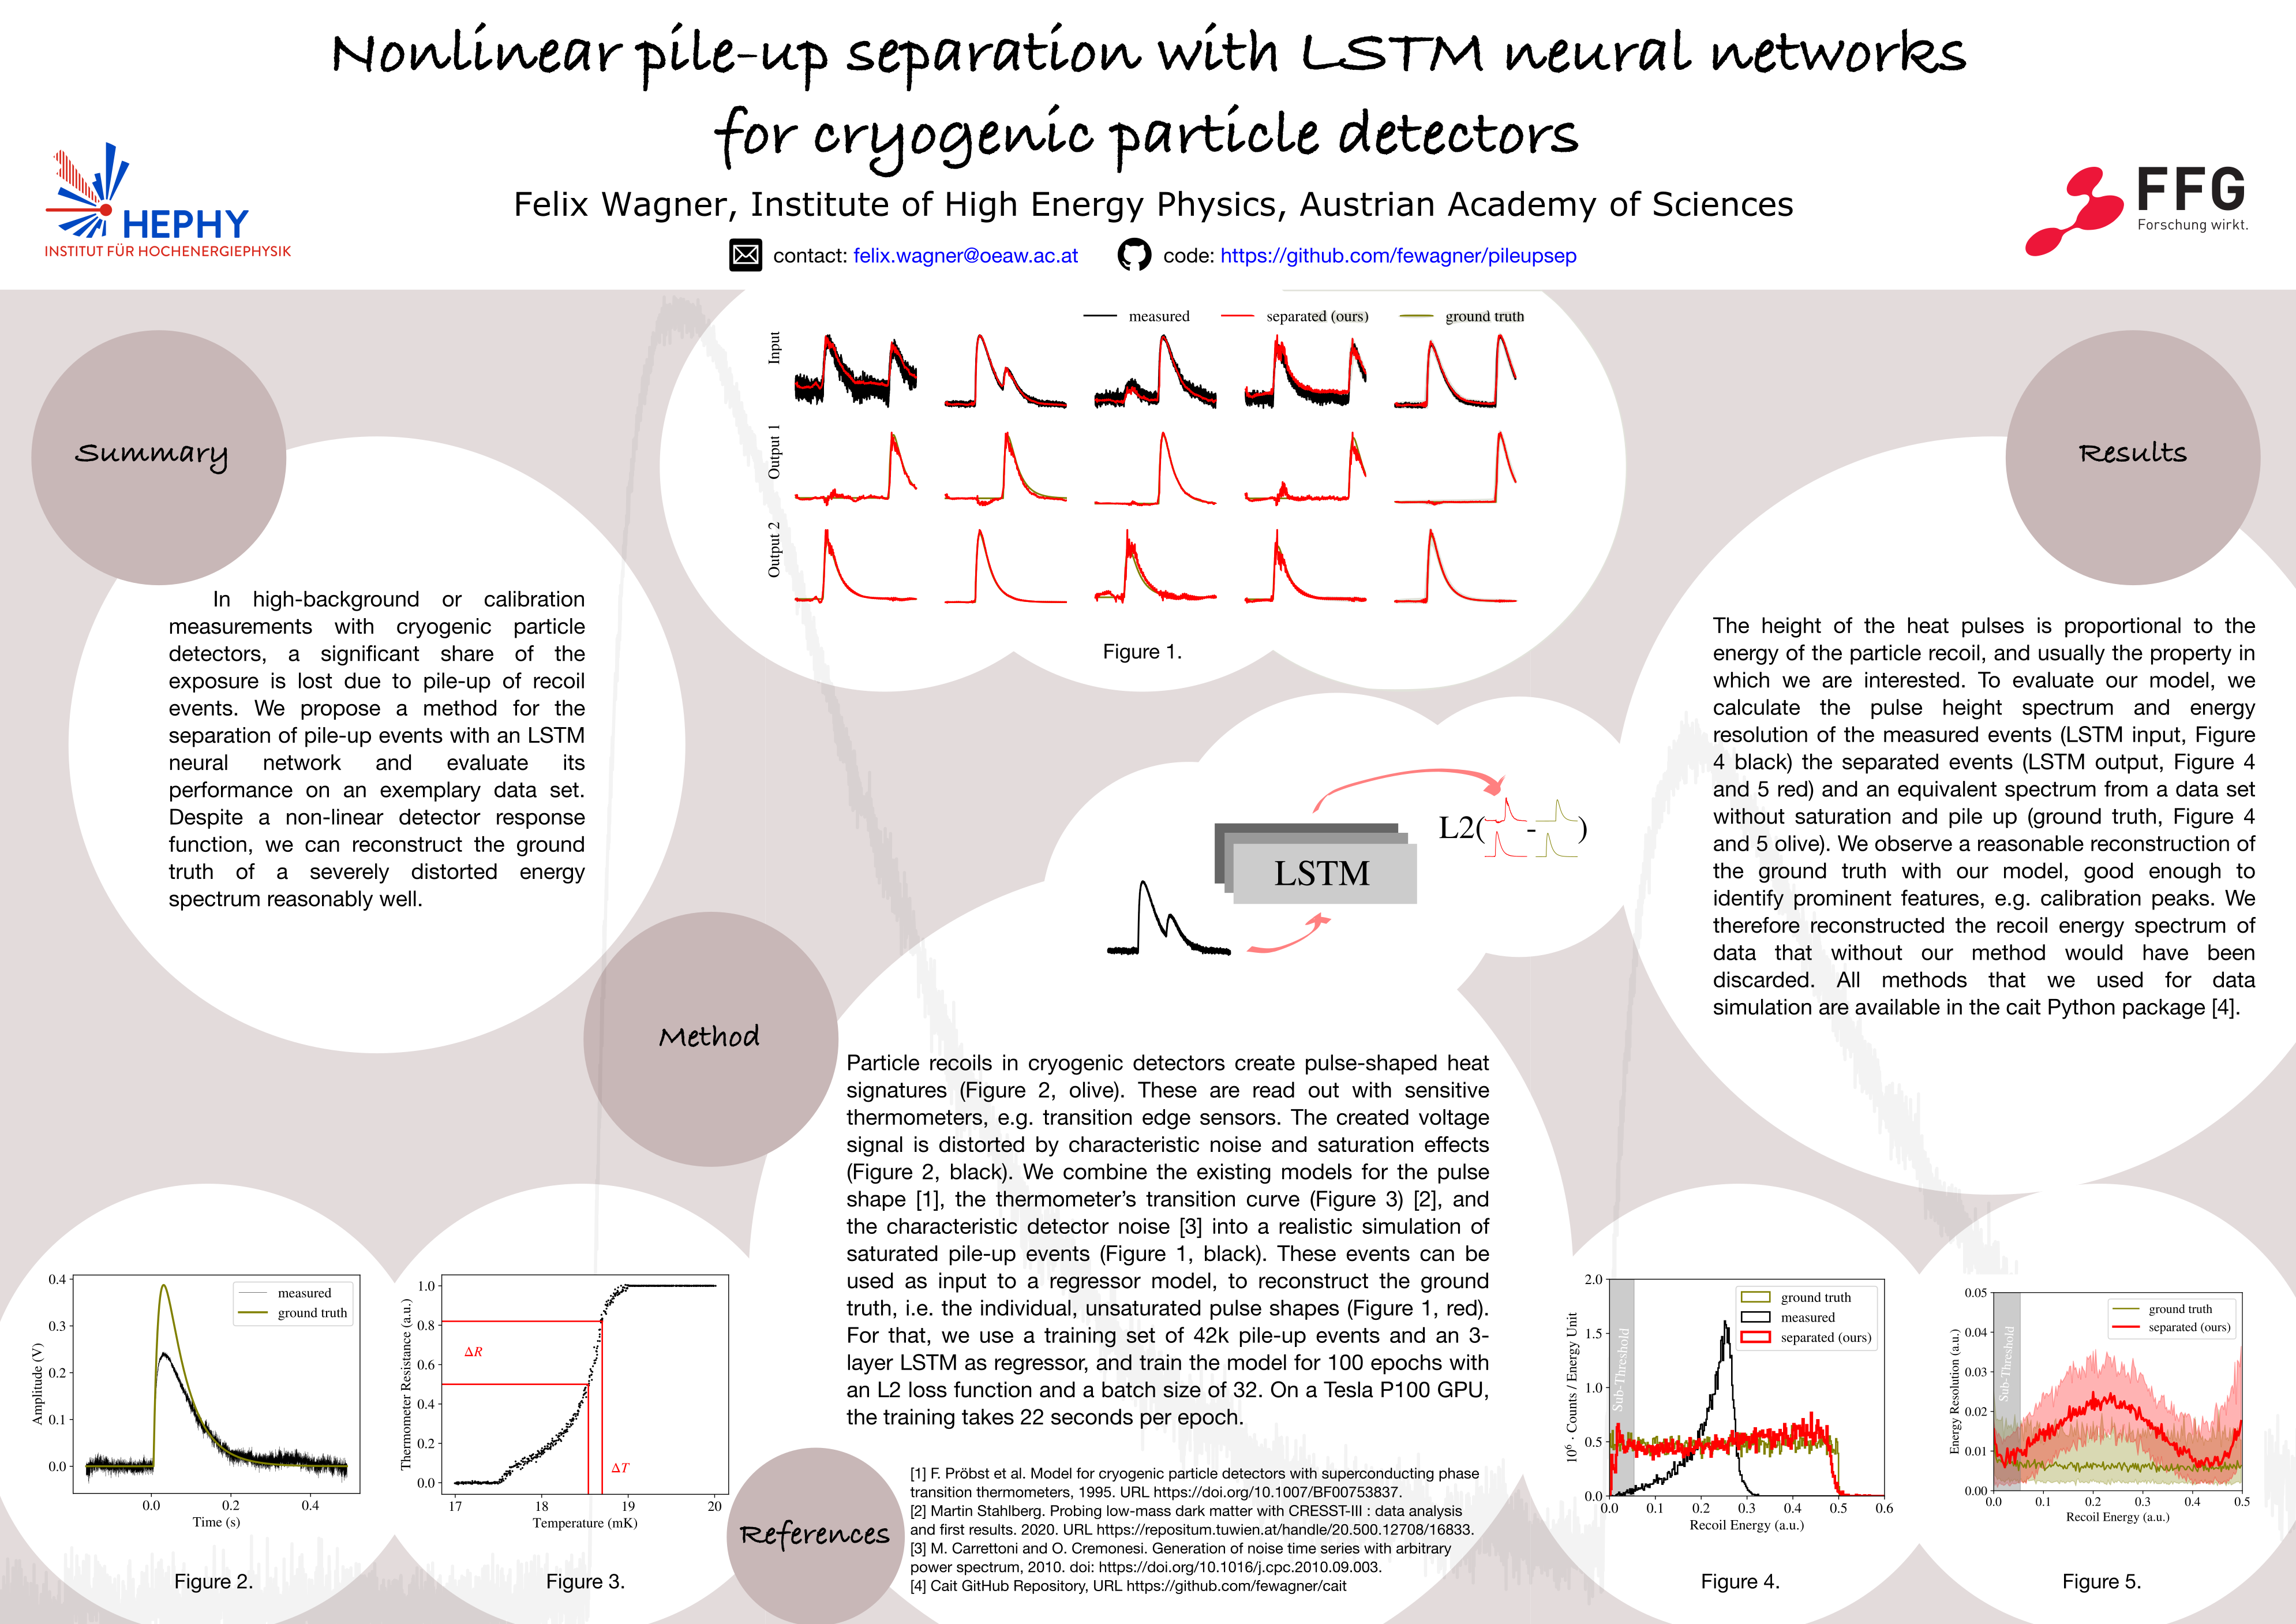 Nonlinear pile-up separation with LSTM neural networks
for cryogenic particle detectors
HEPHY
INSTITUT FÜR HOCHENERGIEPHYSIK
FFG
Forschung wirkt.
Felix Wagner, Institute of High Energy Physics, Austrian Academy of Sciences
contact: felix.wagner@oeaw.ac.at code: https://github.com/fewagner/pileupsep
Summary
In high-background or calibration
measurements with cryogenic particle
detectors, a significant share of the
exposure is lost due to pile-up of recoil
events. We propose a method for the
separation of pile-up events with an LSTM
neural network and evaluate its
performance on an exemplary data set.
Despite a non-linear detector response
function, we can reconstruct the ground
truth of a severely distorted energy
spectrum reasonably well.
measured separated (ours) ground truth
Input
Output 1
Output 2
Figure 1.
LSTM
L2( - )
Method
Particle recoils in cryogenic detectors create pulse-shaped heat
signatures (Figure 2, olive). These are read out with sensitive
thermometers, e.g. transition edge sensors. The created voltage
signal is distorted by characteristic noise and saturation effects
(Figure 2, black). We combine the existing models for the pulse
shape [1], the thermometer's transition curve (Figure 3) [2], and
the characteristic detector noise [3] into a realistic simulation of
saturated pile-up events (Figure 1, black). These events can be
used as input to a regressor model, to reconstruct the ground
truth, i.e. the individual, unsaturated pulse shapes (Figure 1, red).
For that, we use a training set of 42k pile-up events and an 3-
layer LSTM as regressor, and train the model for 100 epochs with
an L2 loss function and a batch size of 32. On a Tesla P100 GPU,
the training takes 22 seconds per epoch.
Results
The height of the heat pulses is proportional to the
energy of the particle recoil, and usually the property in
which we are interested. To evaluate our model, we
calculate the pulse height spectrum and energy
resolution of the measured events (LSTM input, Figure
4 black) the separated events (LSTM output, Figure 4
and 5 red) and an equivalent spectrum from a data set
without saturation and pile up (ground truth, Figure 4
and 5 olive). We observe a reasonable reconstruction of
the ground truth with our model, good enough to
identify prominent features, e.g. calibration peaks. We
therefore reconstructed the recoil energy spectrum of
data that without our method would have been
discarded. All methods that we used for data
simulation are available in the cait Python package [4].
0.4
0.3
0.2
0.1
0.0
Amplitude (V)
measured
ground truth
0.0 0.2 0.4
Time (s)
Figure 2.
1.0
0.8
0.6
0.4
0.2
0.0
Thermometer Resistance (a.u.)
ΔR
ΔT
17 18 19 20
Temperature (mK)
Figure 3.
References
[1] F. Pröbst et al. Model for cryogenic particle detectors with superconducting phase
transition thermometers, 1995. URL https://doi.org/10.1007/BF00753837.
[2] Martin Stahlberg. Probing low-mass dark matter with CRESST-III : data analysis
and first results. 2020. URL https://repositum.tuwien.at/handle/20.500.12708/16833.
[3] M. Carrettoni and O. Cremonesi. Generation of noise time series with arbitrary
power spectrum, 2010. doi: https://doi.org/10.1016/j.cpc.2010.09.003.
[4] Cait GitHub Repository, URL https://github.com/fewagner/cait
2.0
1.5
1.0
0.5
0.0
10⁶ · Counts / Energy Unit
Sub-Threshold
ground truth
measured
separated (ours)
0.0 0.1 0.2 0.3 0.4 0.5 0.6
Recoil Energy (a.u.)
Figure 4.
0.05
0.04
0.03
0.02
0.01
0.00
Energy Resolution (a.u.)
Sub-Threshold
ground truth
separated (ours)
0.0 0.1 0.2 0.3 0.4 0.5
Recoil Energy (a.u.)
Figure 5.